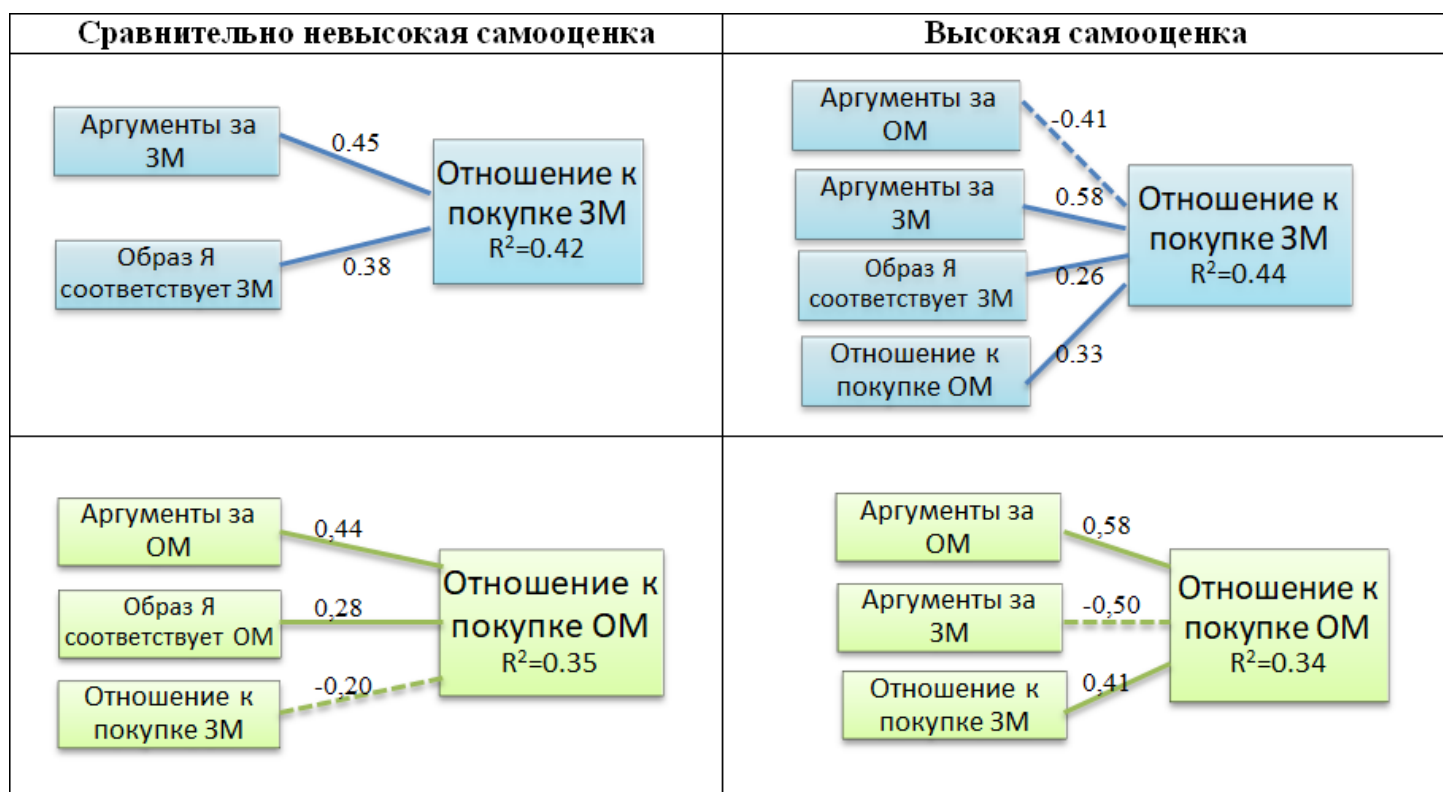 Сравнительно невысокая самооценка
Высокая самооценка
Аргументы за
ЗМ
0.45
Образ Я
соответствует ЗМ
0.38
Отношение к
покупке ЗМ
R²=0.42
Аргументы за
ОМ
-0.41
Аргументы за
ЗМ
0.58
Образ Я
соответствует ЗМ
0.26
Отношение к
покупке ОМ
0.33
Отношение к
покупке ЗМ
R²=0.44
Аргументы за
ОМ
0,44
Образ Я
соответствует ОМ
0,28
Отношение к
покупке ЗМ
-0,20
Отношение к
покупке ОМ
R²=0.35
Аргументы за
ОМ
0,58
Аргументы за
ЗМ
-0,50
Отношение к
покупке ЗМ
0,41
Отношение к
покупке ОМ
R²=0.34